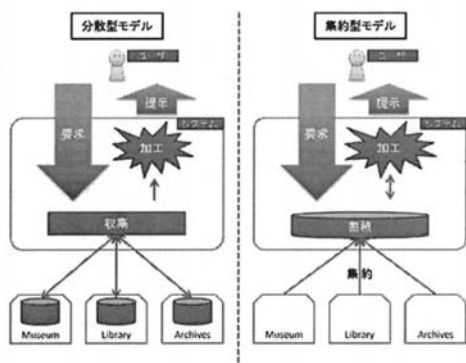 分散型モデル
ユーザ
提示
要求
システム
加工
収集
Museum
Library
Archives
集約型モデル
ユーザ
提示
要求
システム
加工
蓄積
集約
Museum
Library
Archives